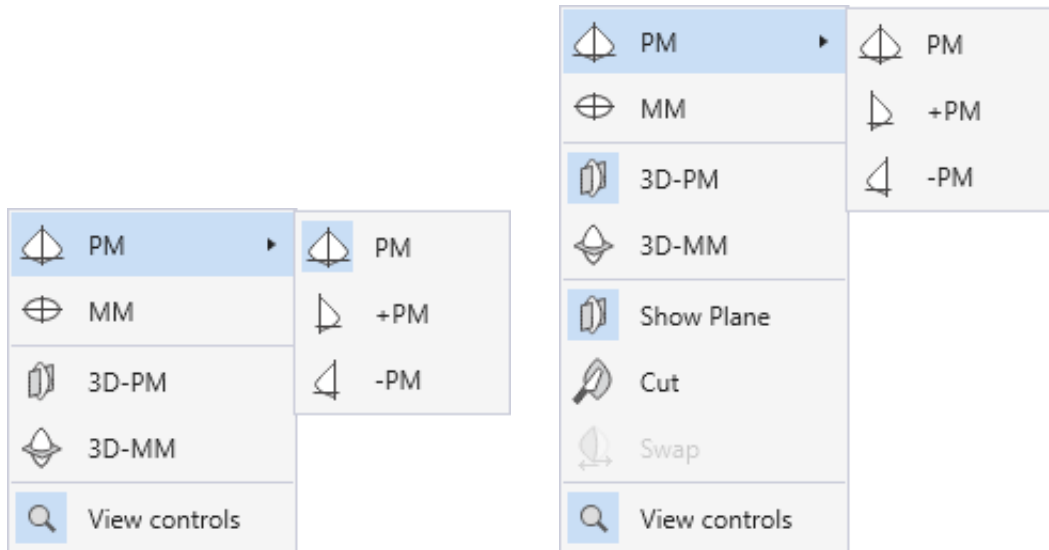 PM
MM
3D-PM
3D-MM
View controls
PM
+PM
-PM
PM
MM
3D-PM
3D-MM
Show Plane
Cut
Swap
View controls
PM
+PM
-PM